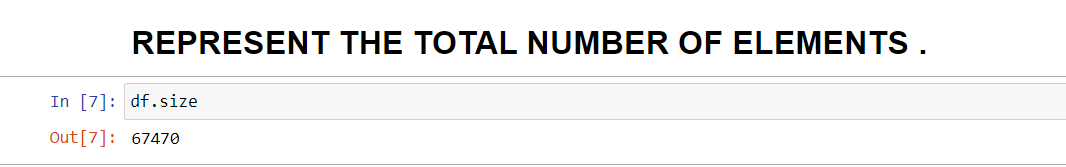 REPRESENT THE TOTAL NUMBER OF ELEMENTS .
In [7]: df.size
Out[7]: 67470